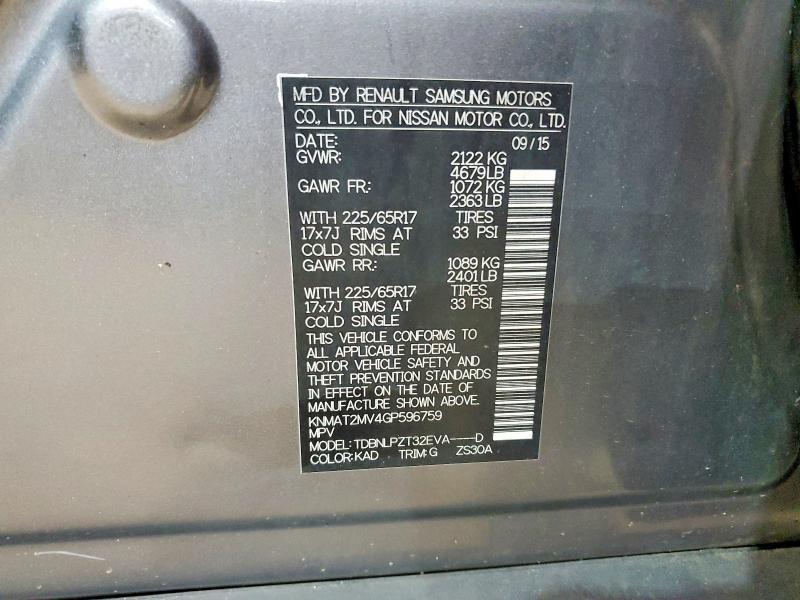 MFD BY RENAULT SAMSUNG MOTORS
CO., LTD. FOR NISSAN MOTOR CO., LTD.
DATE: 09/15
GVWR: 2122 KG
4679LB
GAWR FR.: 1072 KG
2363 LB
WITH 225/65R17 TIRES
17x7J RIMS AT 33 PSI
COLD SINGLE
GAWR RR.: 1089 KG
2401 LB
WITH 225/65R17 TIRES
17x7J RIMS AT 33 PSI
COLD SINGLE
THIS VEHICLE CONFORMS TO
ALL APPLICABLE FEDERAL
MOTOR VEHICLE SAFETY AND
THEFT PREVENTION STANDARDS
IN EFFECT ON THE DATE OF
MANUFACTURE SHOWN ABOVE.
KNMAT2MV4GP596759
MPV
MODEL: TDBNLPZT32EVA----D
COLOR: KAD TRIM: G ZS30A